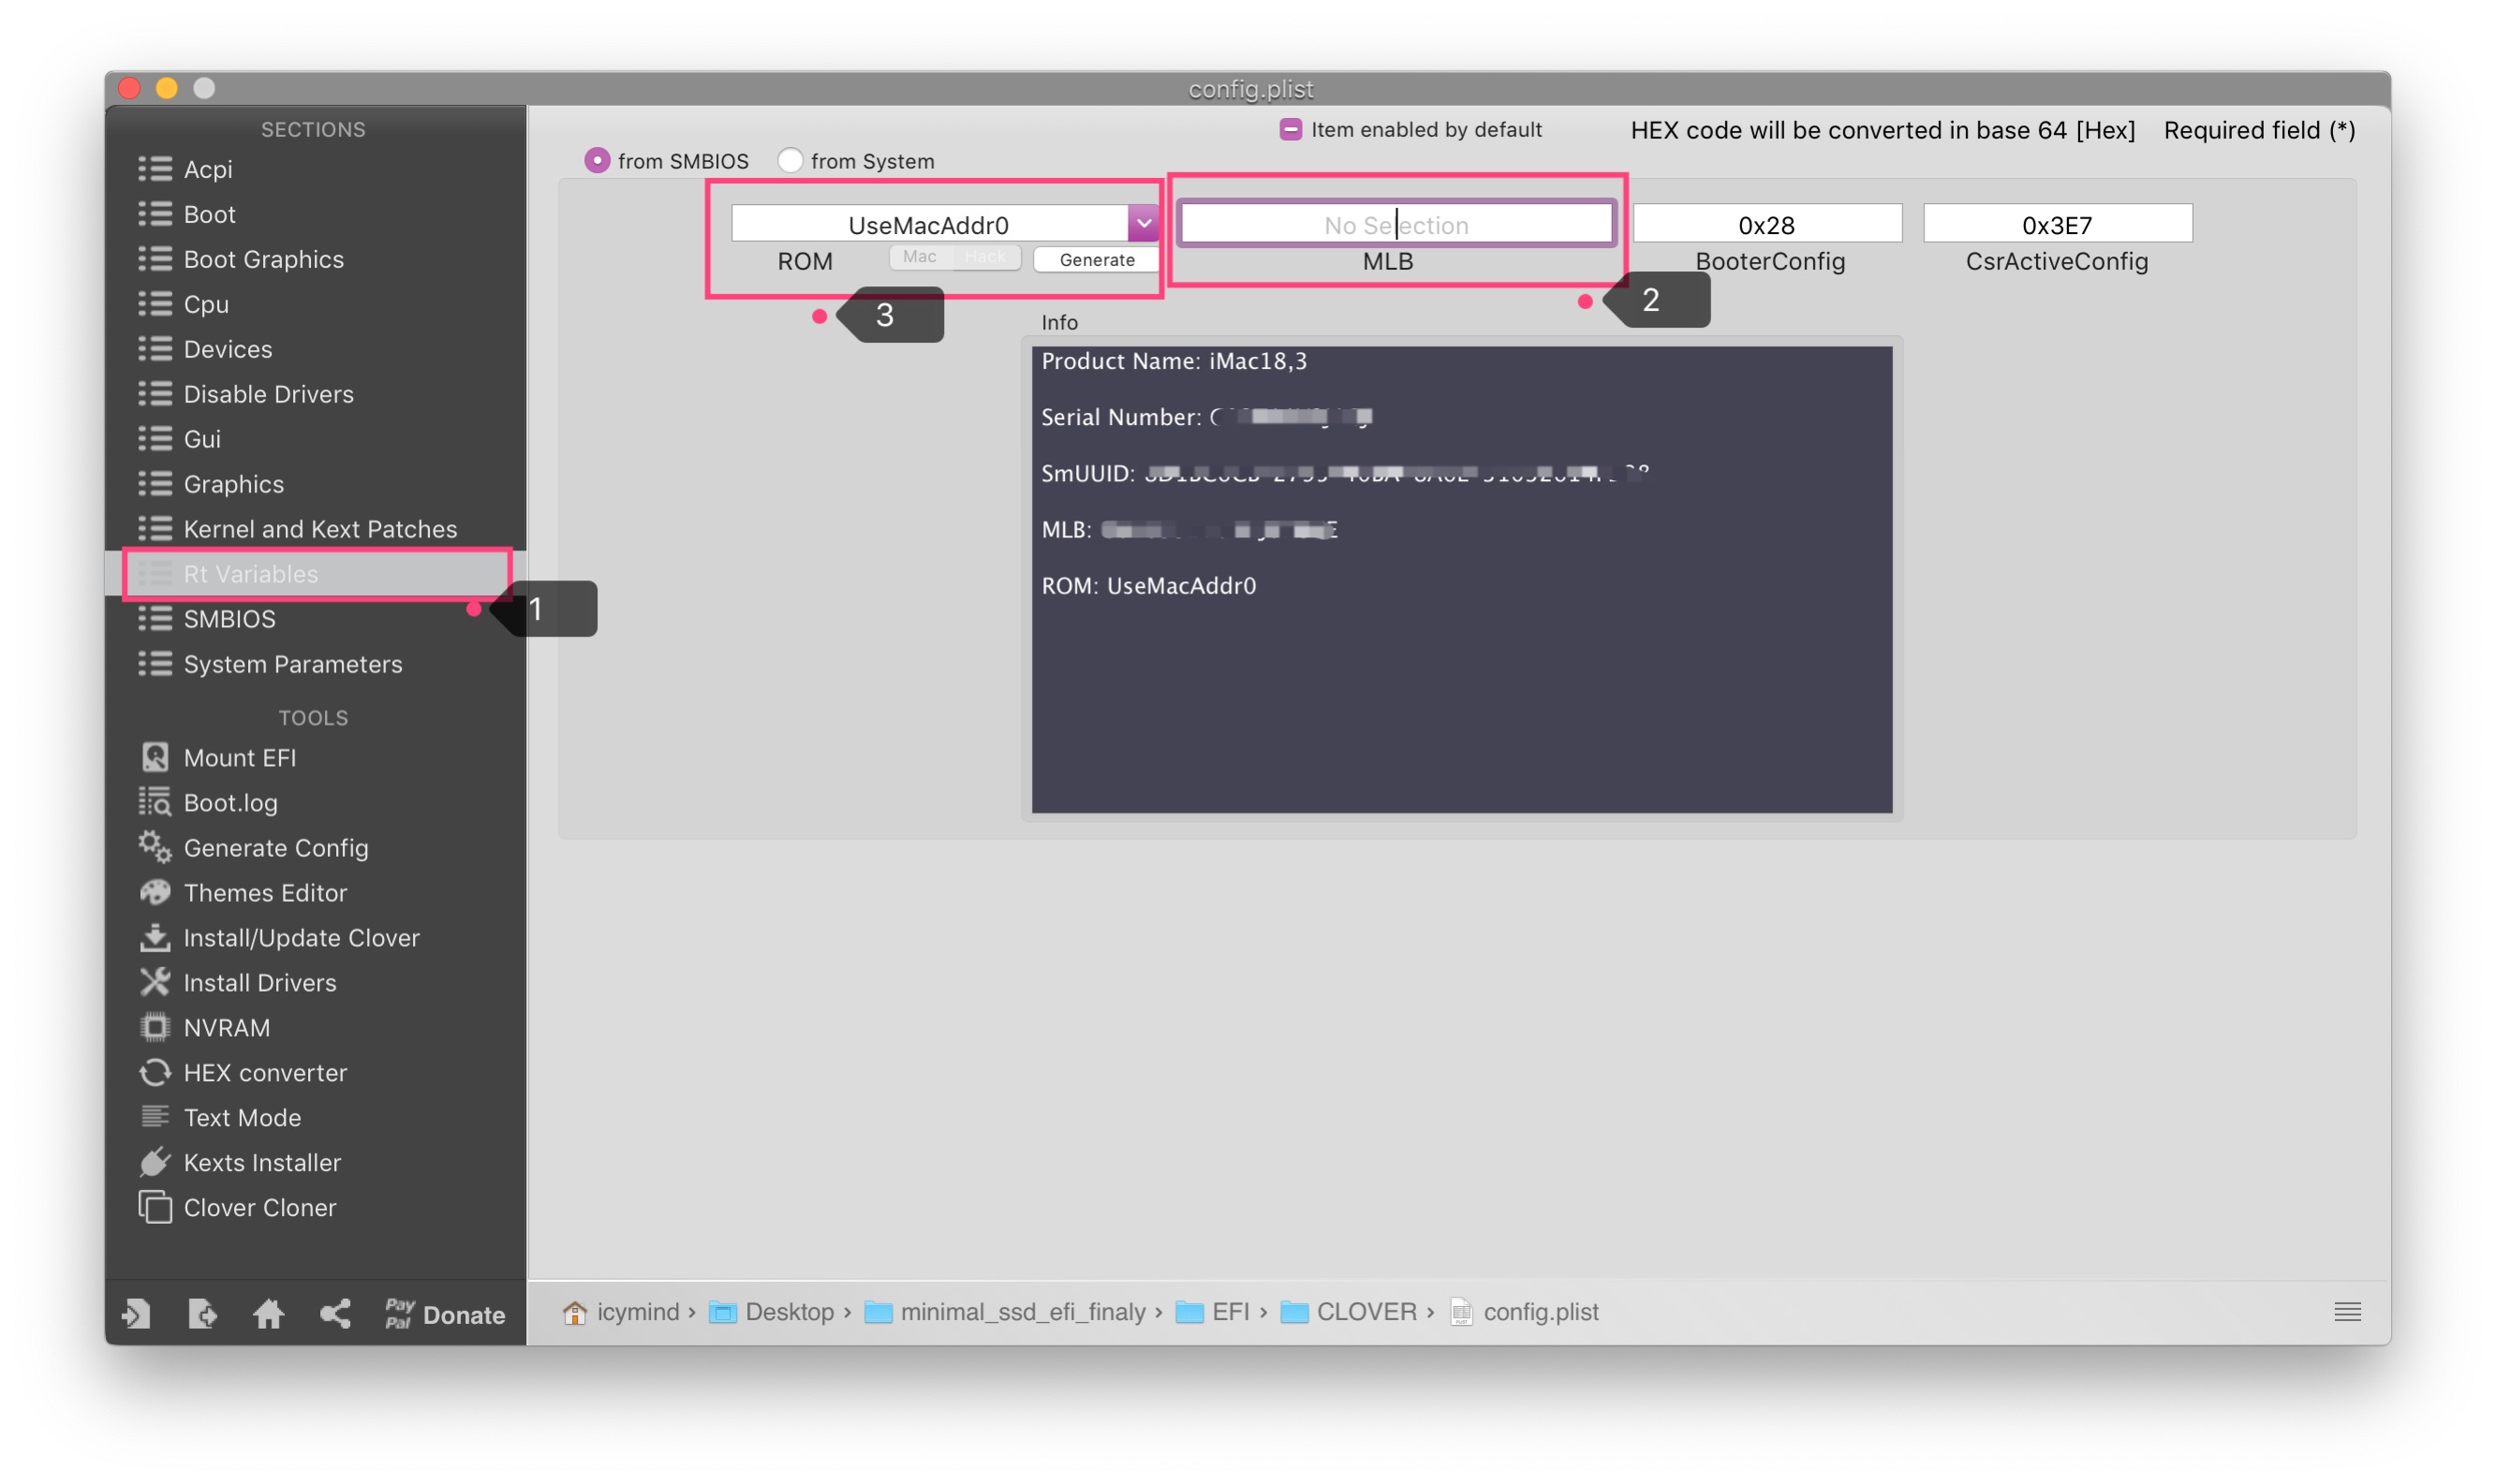 config.plist
SECTIONS
Acpi
Boot
Boot Graphics
Cpu
Devices
Disable Drivers
Gui
Graphics
Kernel and Kext Patches
Rt Variables
SMBIOS
System Parameters
TOOLS
Mount EFI
Boot.log
Generate Config
Themes Editor
Install/Update Clover
Install Drivers
NVRAM
HEX converter
Text Mode
Kexts Installer
Clover Cloner
PayPal Donate
Item enabled by default
HEX code will be converted in base 64 [Hex]
Required field (*)
from SMBIOS
from System
UseMacAddr0
No Selection
0x28
0x3E7
ROM
Mac
Hack
Generate
MLB
BooterConfig
CsrActiveConfig
3
2
1
Info
Product Name: iMac18,3
Serial Number:
SmUUID:
MLB:
ROM: UseMacAddr0
icymind › Desktop › minimal_ssd_efi_finaly › EFI › CLOVER › config.plist